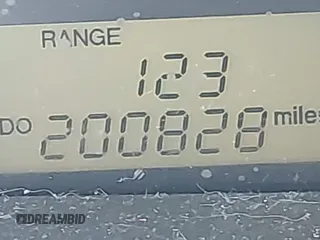 RANGE
123
DO 200828 miles
DREAMBID